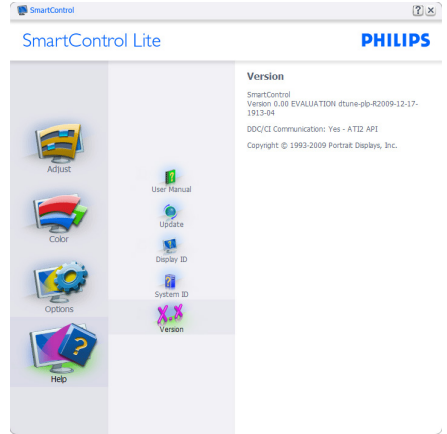 SmartControl
SmartControl Lite
PHILIPS
Adjust
Color
Options
Help
User Manual
Update
Display ID
System ID
X.X
Version
Version
SmartControl
Version 0.00 EVALUATION dtune-plp-R2009-12-17-
1913-04
DDC/CI Communication: Yes - ATI2 API
Copyright © 1993-2009 Portrait Displays, Inc.